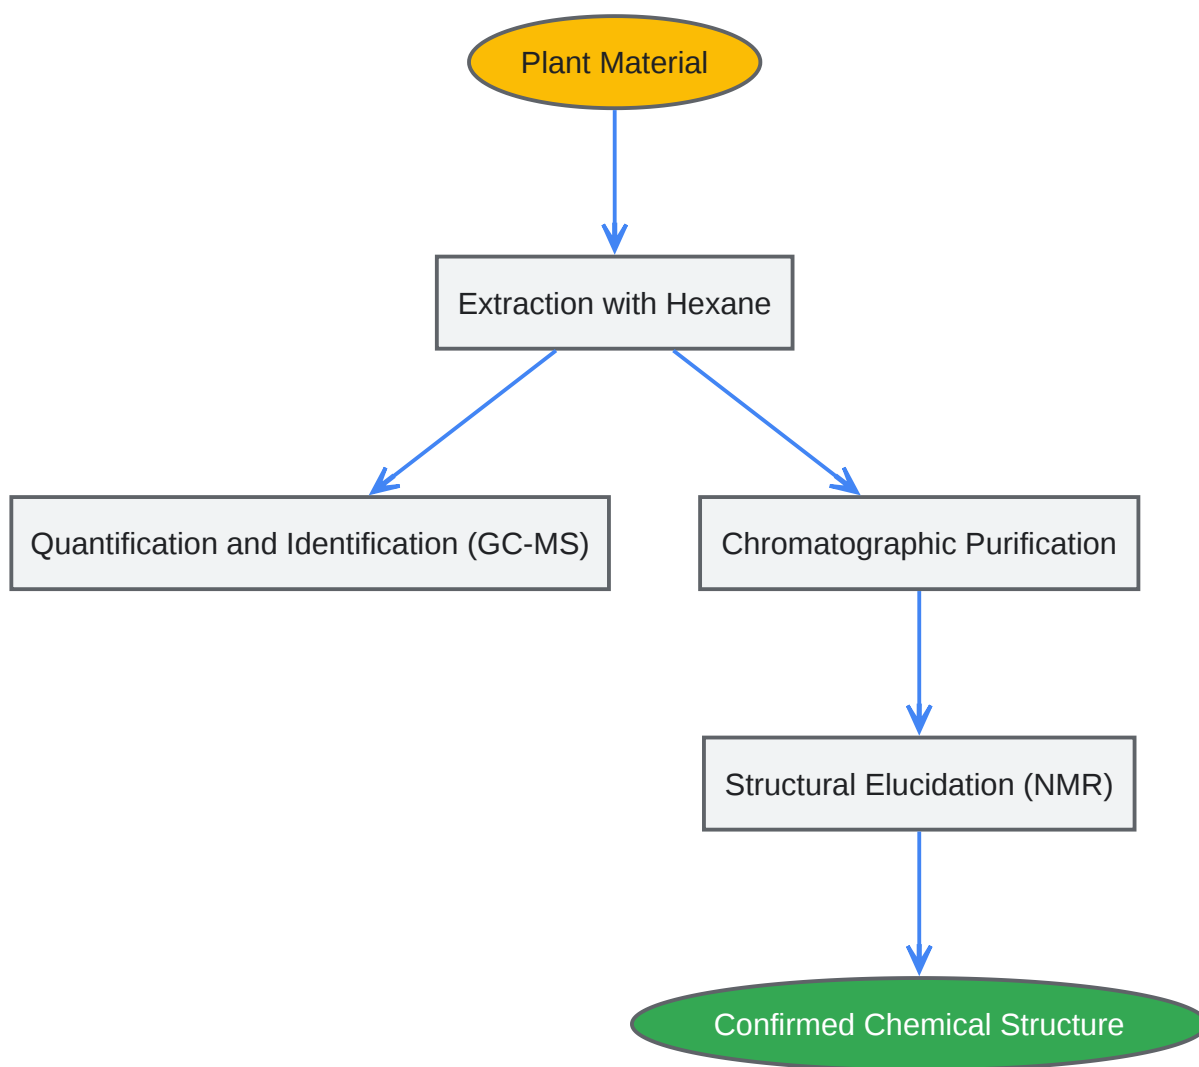 Plant Material
Extraction with Hexane
Quantification and Identification (GC-MS)
Chromatographic Purification
Structural Elucidation (NMR)
Confirmed Chemical Structure